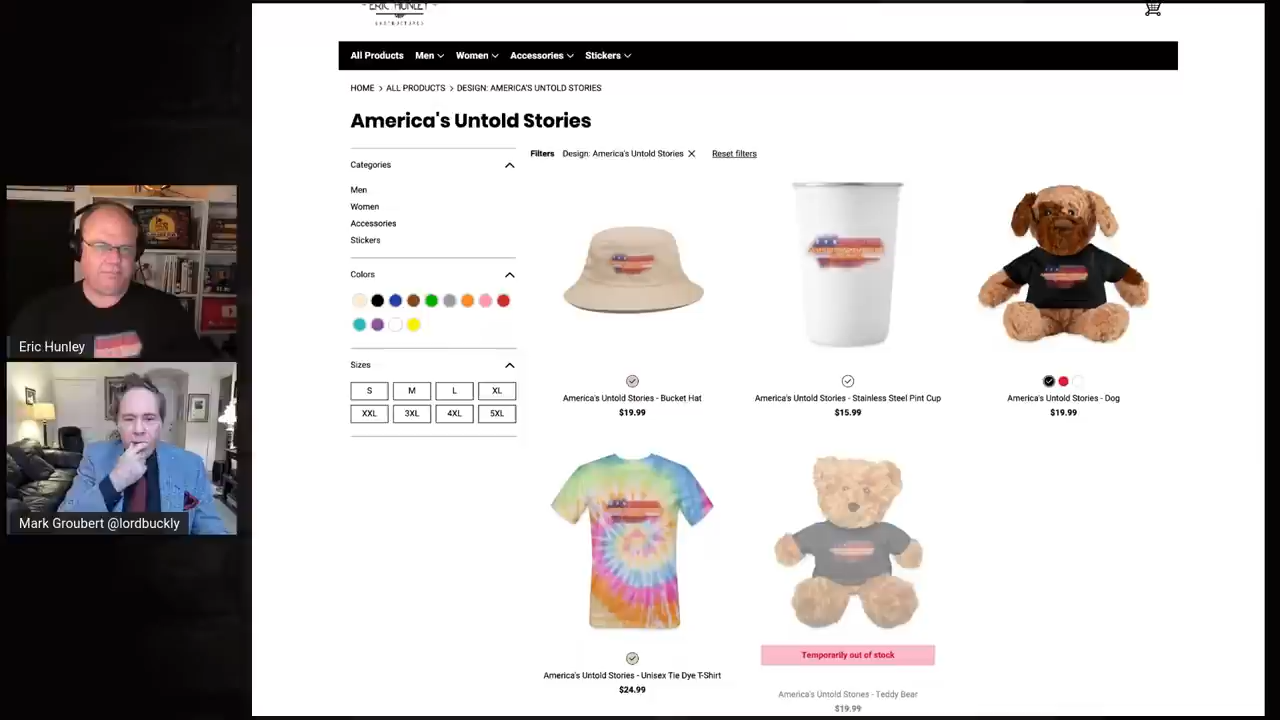 ERIC HUNLEY
All Products Men Women Accessories Stickers
HOME > ALL PRODUCTS > DESIGN: AMERICA'S UNTOLD STORIES
America's Untold Stories
Filters Design: America's Untold Stories X Reset filters
Categories
Men
Women
Accessories
Stickers
Colors
Sizes
S M L XL
XXL 3XL 4XL 5XL
America's Untold Stories - Bucket Hat
$19.99
America's Untold Stories - Stainless Steel Pint Cup
$15.99
America's Untold Stories - Dog
$19.99
America's Untold Stories - Unisex Tie Dye T-Shirt
$24.99
Temporarily out of stock
America's Untold Stories - Teddy Bear
$19.99
Eric Hunley
Mark Groubert @lordbuckly